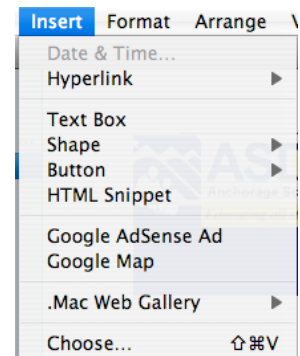 Insert Format Arrange
Date & Time...
Hyperlink
Text Box
Shape
Button
HTML Snippet
Google AdSense Ad
Google Map
.Mac Web Gallery
Choose... ⇧⌘V